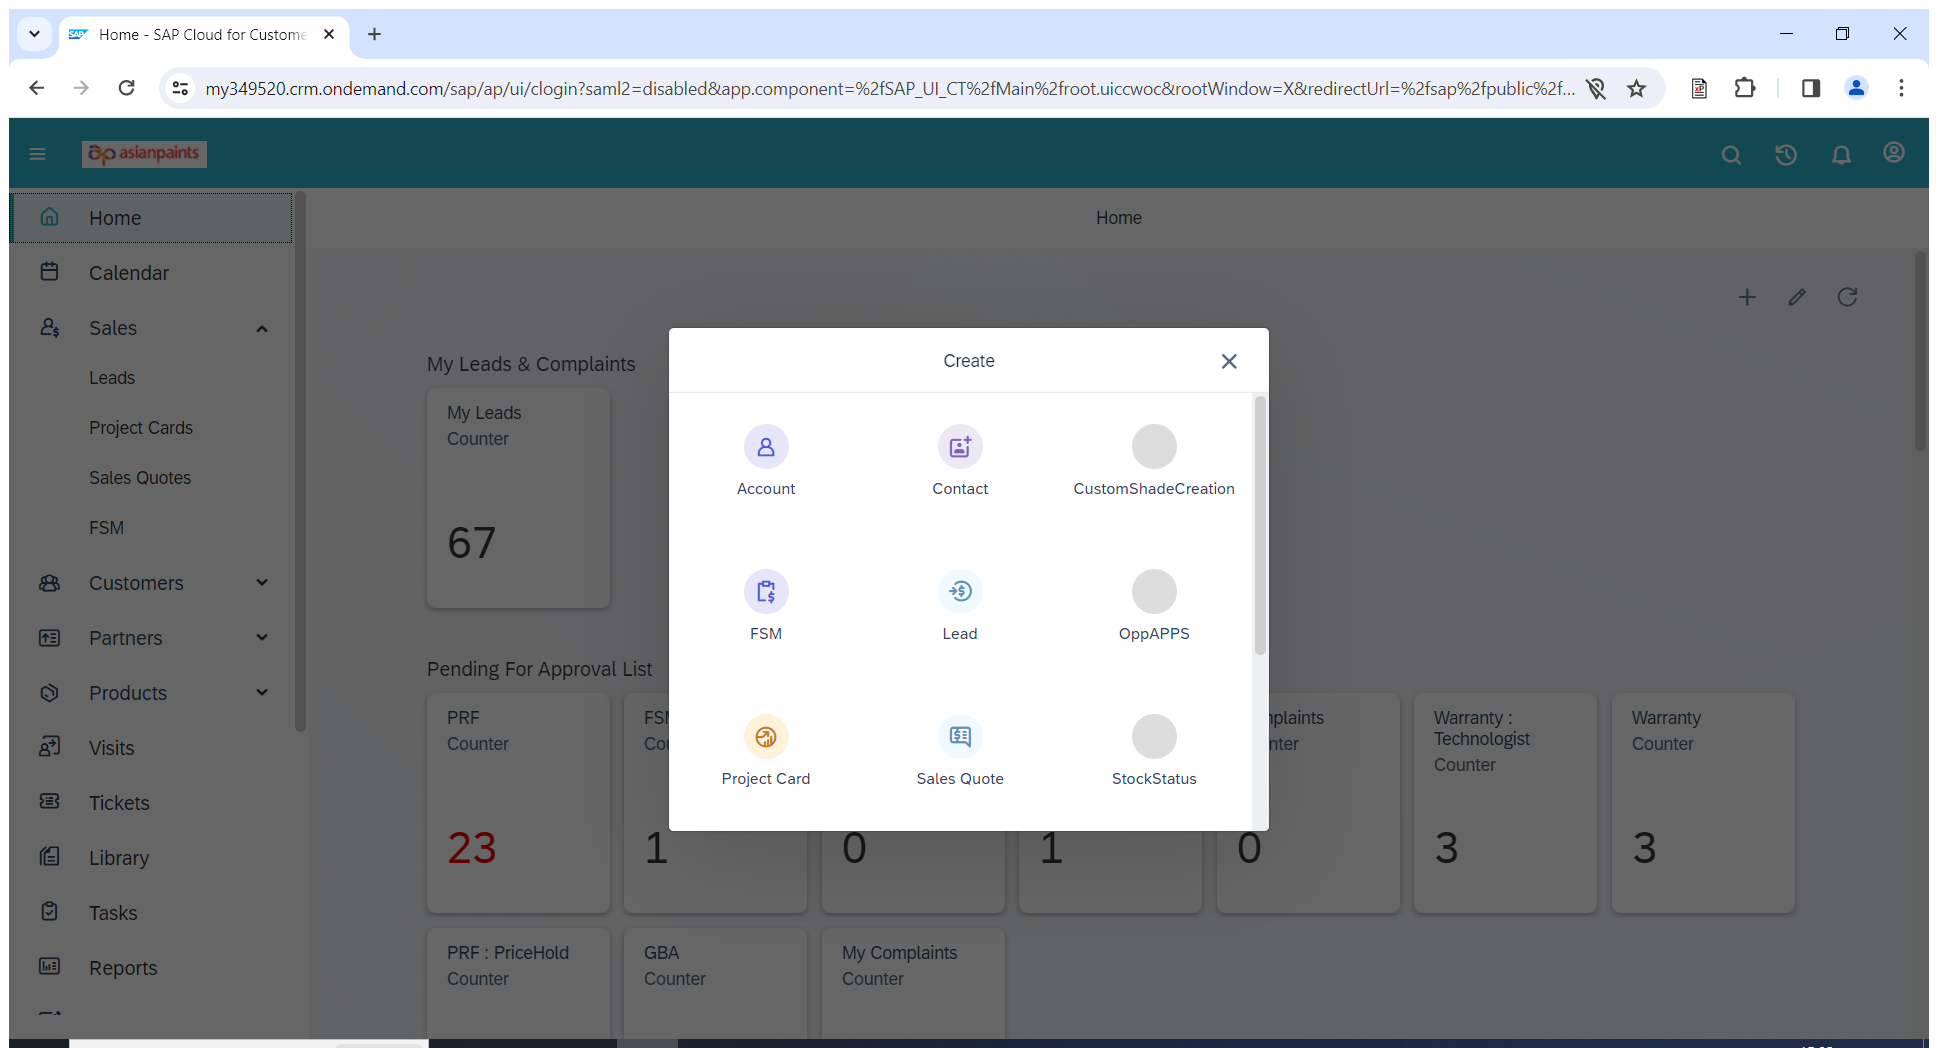 Home - SAP Cloud for Custome
my349520.crm.ondemand.com/sap/ap/ui/clogin?saml2=disabled&app.component=%2fSAP_UI_CT%2fMain%2froot.uiccwoc&rootWindow=X&redirectUrl=%2fsap%2fpublic%2f...
asianpaints
Home
Calendar
Sales
Leads
Project Cards
Sales Quotes
FSM
Customers
Partners
Products
Visits
Tickets
Library
Tasks
Reports
Home
My Leads & Complaints
My Leads
Counter
67
Create
Account
Contact
CustomShadeCreation
FSM
Lead
OppAPPS
Project Card
Sales Quote
StockStatus
Pending For Approval List
PRF
Counter
23
1
0
1
0
Warranty :
Technologist
Counter
3
Warranty
Counter
3
PRF : PriceHold
Counter
GBA
Counter
My Complaints
Counter